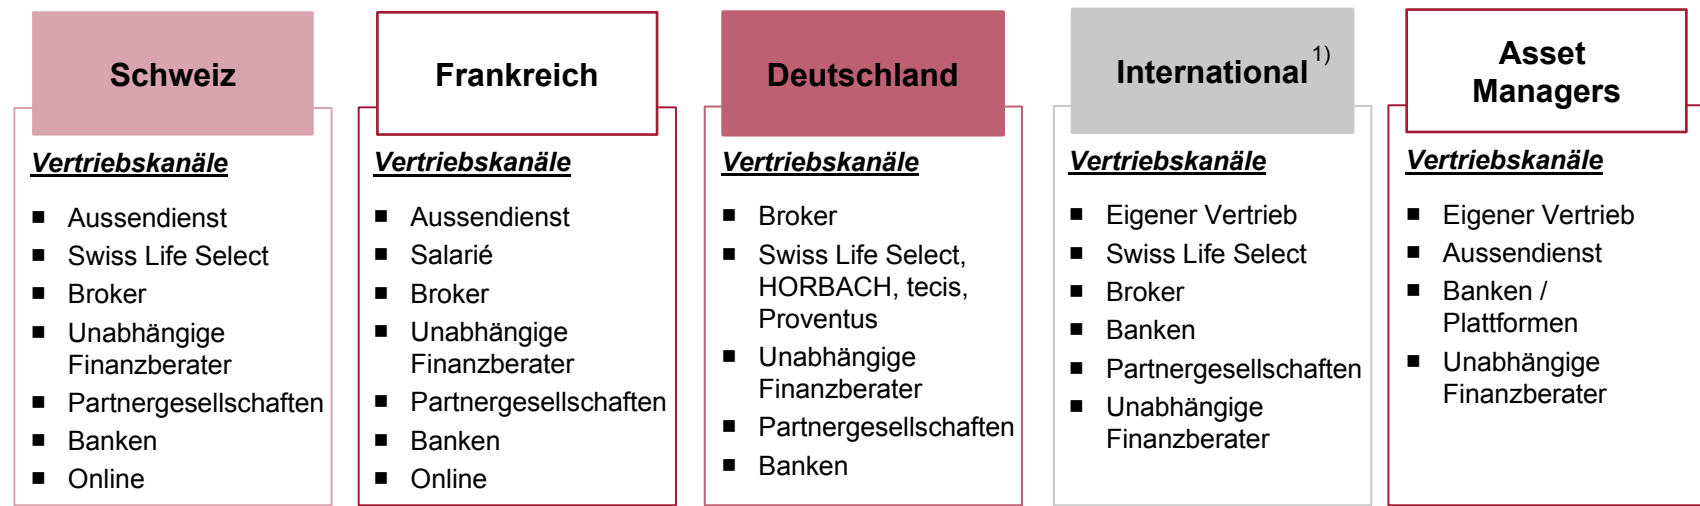 Schweiz
Vertriebskanäle
■ Aussendienst
■ Swiss Life Select
■ Broker
■ Unabhängige
Finanzberater
■ Partnergesellschaften
■ Banken
■ Online
Frankreich
Vertriebskanäle
■ Aussendienst
■ Salarié
■ Broker
■ Unabhängige
Finanzberater
■ Partnergesellschaften
■ Banken
■ Online
Deutschland
Vertriebskanäle
■ Broker
■ Swiss Life Select,
HORBACH, tecis,
Proventus
■ Unabhängige
Finanzberater
■ Partnergesellschaften
■ Banken
International 1)
Vertriebskanäle
■ Eigener Vertrieb
■ Swiss Life Select
■ Broker
■ Banken
■ Partnergesellschaften
■ Unabhängige
Finanzberater
Asset
Managers
Vertriebskanäle
■ Eigener Vertrieb
■ Aussendienst
■ Banken /
Plattformen
■ Unabhängige
Finanzberater